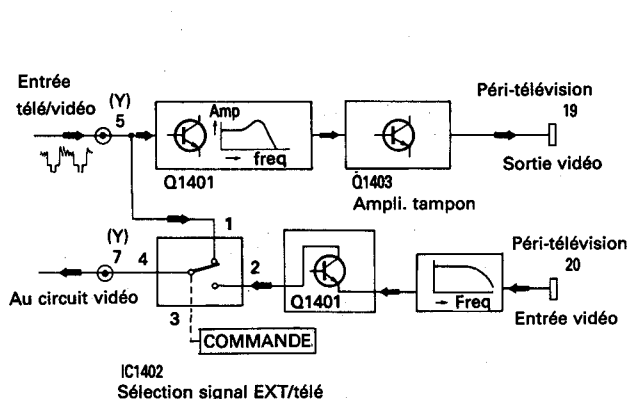 Entrée
télé/vidéo
(Y)
5
Amp
freq
Q1401
Q1403
Ampli. tampon
Péri-télévision
19
Sortie vidéo
1
(Y)
7
4
2
3
Au circuit vidéo
COMMANDE
IC1402
Sélection signal EXT/télé
Q1401
Freq
Péri-télévision
20
Entrée vidéo